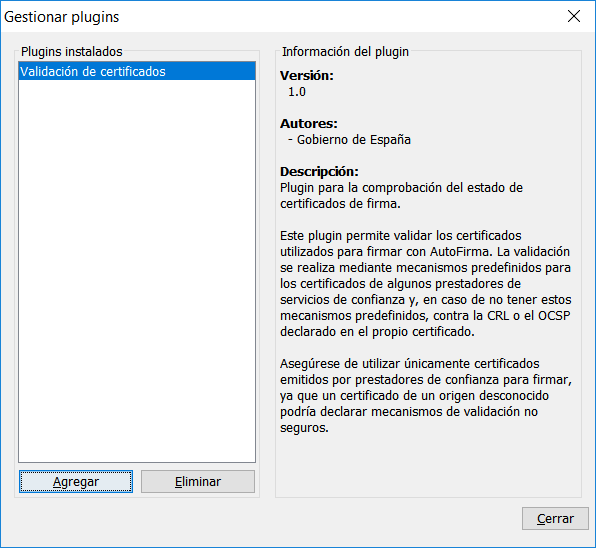 Gestionar plugins
Plugins instalados
Validación de certificados
Agregar
Eliminar
Información del plugin
Versión:
1.0
Autores:
- Gobierno de España
Descripción:
Plugin para la comprobación del estado de
certificados de firma.
Este plugin permite validar los certificados
utilizados para firmar con AutoFirma. La validación
se realiza mediante mecanismos predefinidos para
los certificados de algunos prestadores de
servicios de confianza y, en caso de no tener estos
mecanismos predefinidos, contra la CRL o el OCSP
declarado en el propio certificado.
Asegúrese de utilizar únicamente certificados
emitidos por prestadores de confianza para firmar,
ya que un certificado de un origen desconocido
podría declarar mecanismos de validación no
seguros.
Cerrar